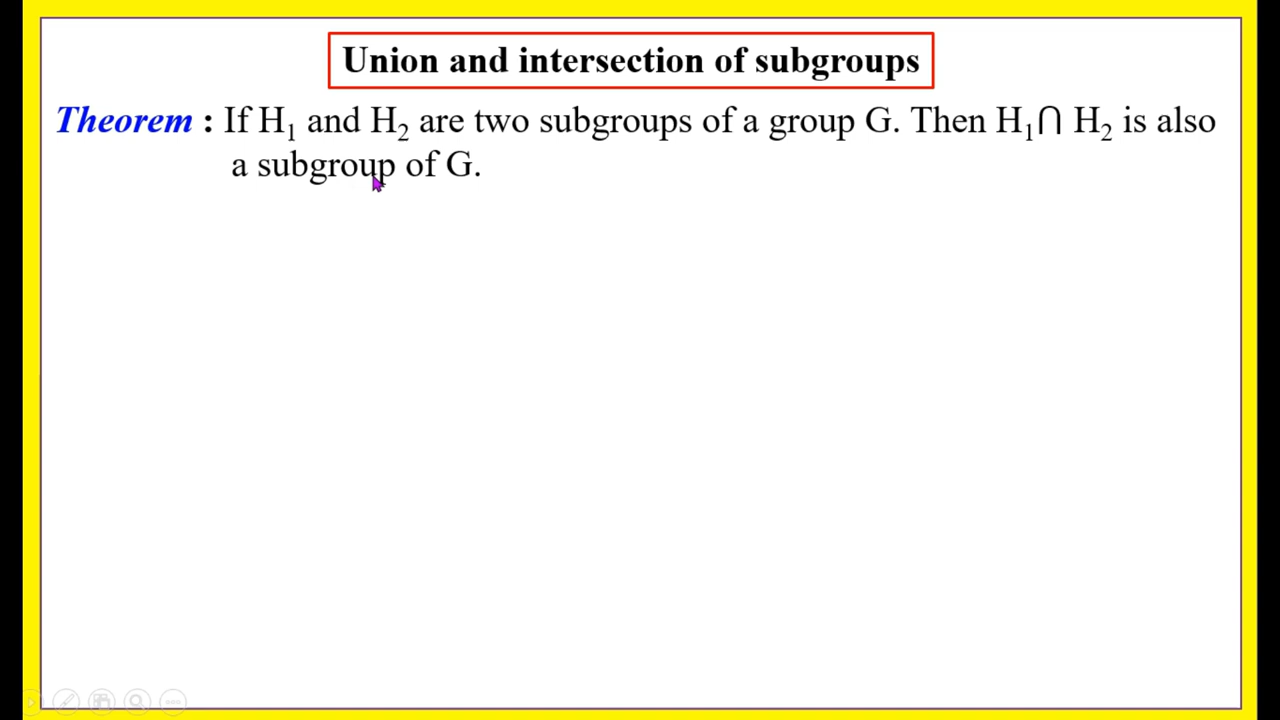 Union and intersection of subgroups
Theorem : If H₁ and H₂ are two subgroups of a group G. Then H₁⋂ H₂ is also
a subgroup of G.